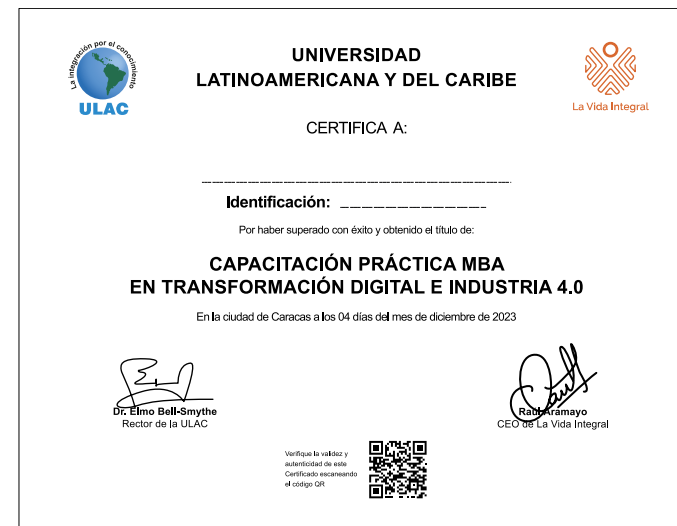 La integración por el conocimiento
ULAC
UNIVERSIDAD
LATINOAMERICANA Y DEL CARIBE
La Vida Integral
CERTIFICA A:
Identificación:
Por haber superado con éxito y obtenido el título de:
CAPACITACIÓN PRÁCTICA MBA
EN TRANSFORMACIÓN DIGITAL E INDUSTRIA 4.0
En la ciudad de Caracas a los 04 días del mes de diciembre de 2023
Dr. Elmo Bell-Smythe
Rector de la ULAC
Raúl Aramayo
CEO de La Vida Integral
Verifique la validez y
autenticidad de este
Certificado escaneando
el código QR